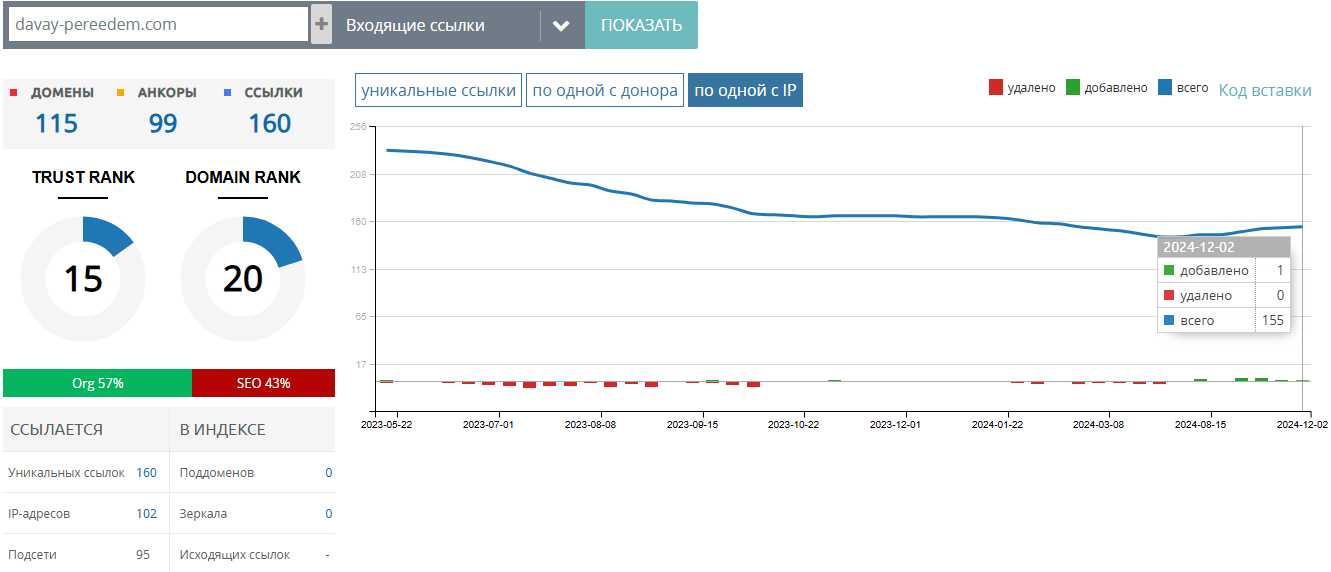 davay-pereedem.com + Входящие ссылки ПОКАЗАТЬ
ДОМЕНЫ АНКОРЫ ССЫЛКИ
115 99 160
TRUST RANK DOMAIN RANK
15 20
Org 57% SEO 43%
ССЫЛАЕТСЯ В ИНДЕКСЕ
Уникальных ссылок 160 Поддоменов 0
IP-адресов 102 Зеркала 0
Подсети 95 Исходящих ссылок -
уникальные ссылки по одной с донора по одной с IP
удалено добавлено всего Код вставки
256
208
160
113
65
17
2024-12-02
добавлено 1
удалено 0
всего 155
2023-05-22 2023-07-01 2023-08-08 2023-09-15 2023-10-22 2023-12-01 2024-01-22 2024-03-08 2024-08-15 2024-12-02